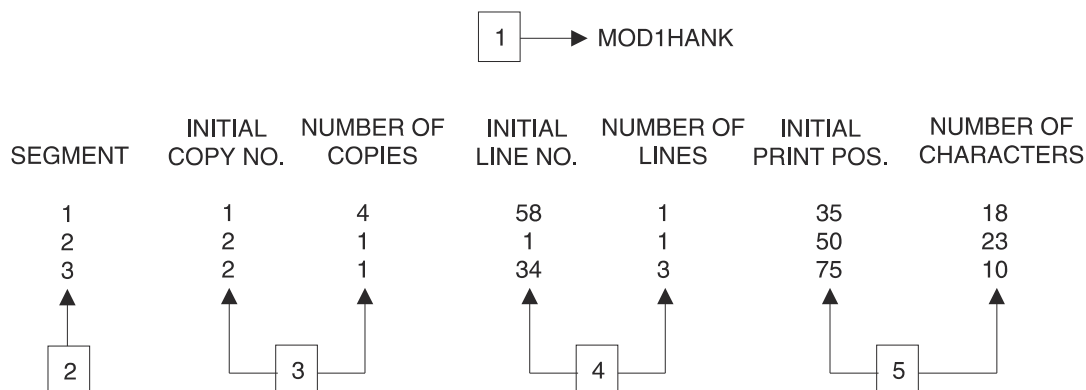 1 MOD1HANK
SEGMENT INITIAL COPY NO. NUMBER OF COPIES INITIAL LINE NO. NUMBER OF LINES INITIAL PRINT POS. NUMBER OF CHARACTERS
1 1 4 58 1 35 18
2 2 1 1 1 50 23
3 2 1 34 3 75 10
2 3 4 5